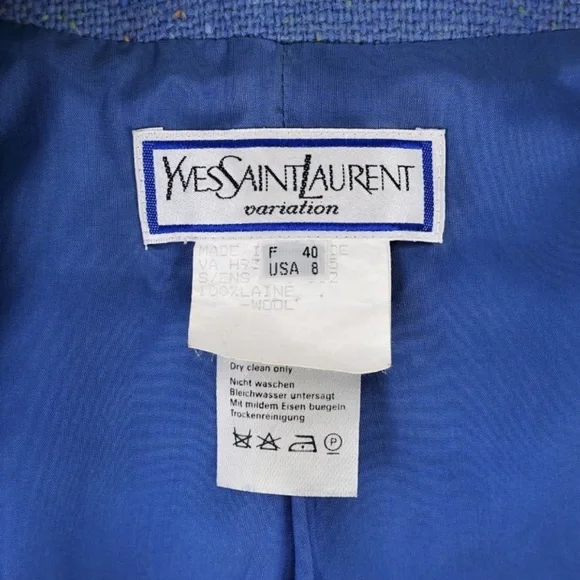 YVESSAINTLAURENT
variation
MADE
F 40
USA 8
100%LAINE
-WOOL
Dry clean only
Nicht waschen
Bleichwasser untersagt
Mit mildem Eisen buegeln
Trockenreinigung
P